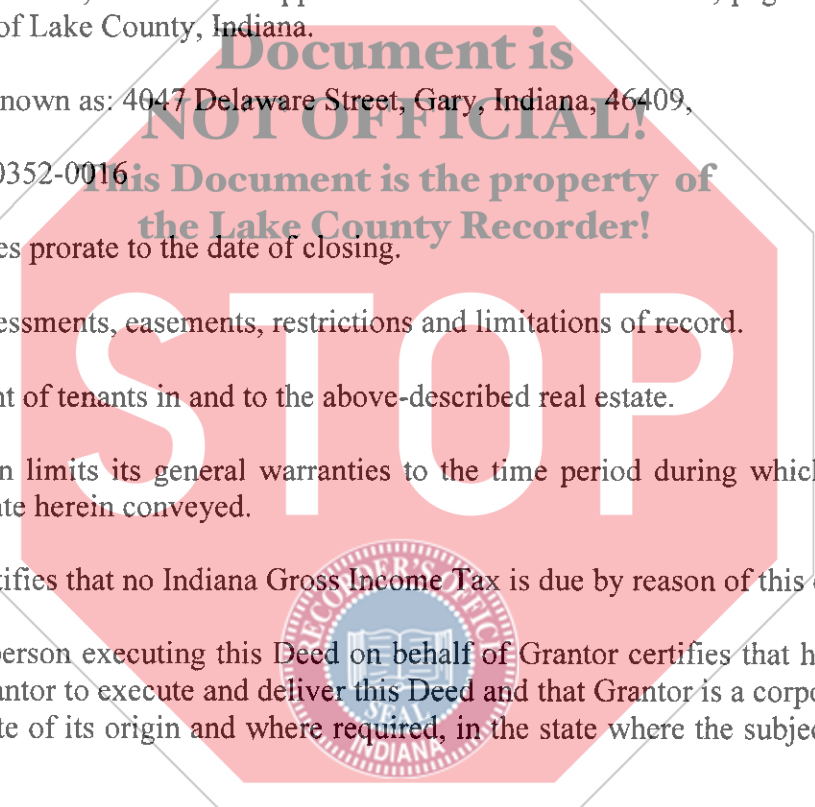 of Lake County, Indiana.
Document is
nown as: 4047 Delaware Street, Gary, Indiana, 46409,
NOT OFFICIAL!
0352-0016
This Document is the property of
the Lake County Recorder!
es prorate to the date of closing.
essments, easements, restrictions and limitations of record.
STOP
nt of tenants in and to the above-described real estate.
n limits its general warranties to the time period during which
te herein conveyed.
tifies that no Indiana Gross Income Tax is due by reason of this
erson executing this Deed on behalf of Grantor certifies that h
antor to execute and deliver this Deed and that Grantor is a corpo
te of its origin and where required, in the state where the subjec
RECORDER'S OFFICE
SEAL
INDIANA